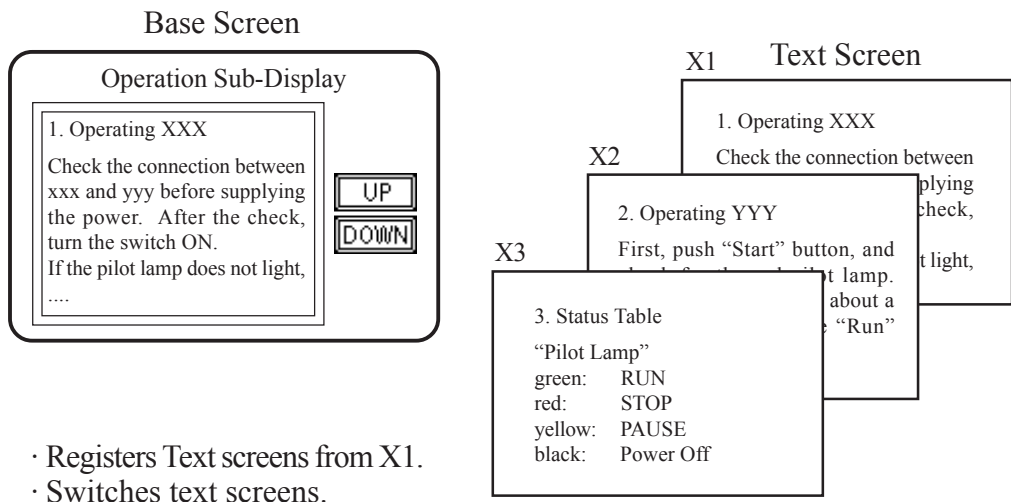 Base Screen
Operation Sub-Display
1. Operating XXX
Check the connection between
xxx and yyy before supplying
the power. After the check,
turn the switch ON.
If the pilot lamp does not light,
....
UP
DOWN
Text Screen
X1
1. Operating XXX
Check the connection between
plying
check,
t light,
X2
2. Operating YYY
First, push “Start” button, and
lamp.
about a
“Run”
X3
3. Status Table
“Pilot Lamp”
green: RUN
red: STOP
yellow: PAUSE
black: Power Off
· Registers Text screens from X1.
· Switches text screens.